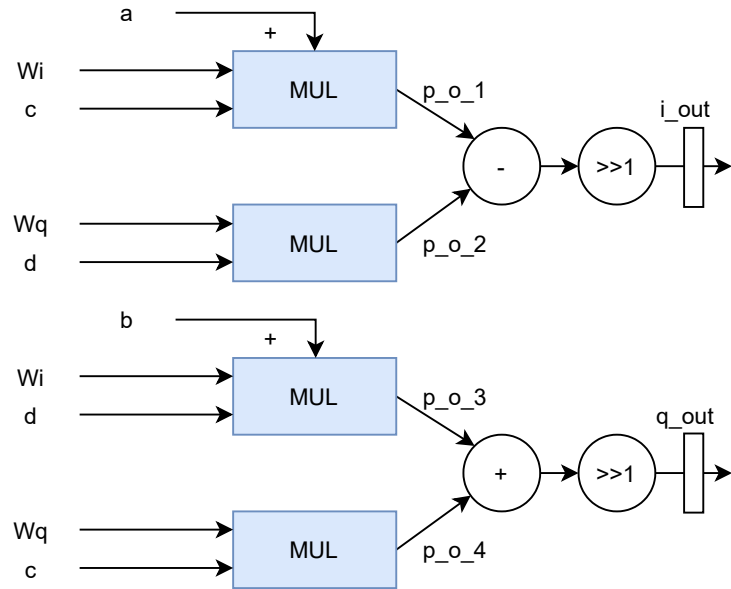 a
+
Wi
MUL
c
p_o_1
i_out
-
>>1
Wq
MUL
d
p_o_2
b
+
Wi
MUL
d
p_o_3
q_out
+
>>1
Wq
MUL
c
p_o_4